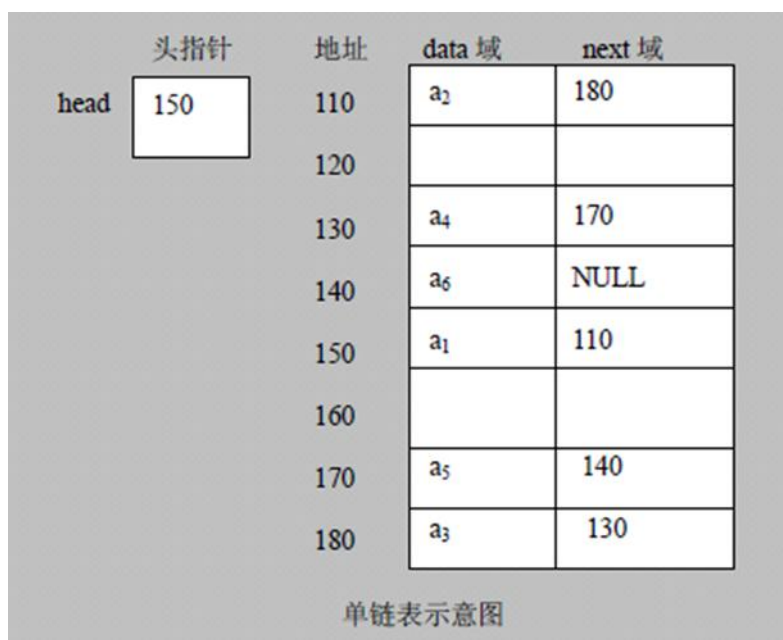 头指针 地址 data 域 next 域
head 150 110 a₂ 180
120
130 a₄ 170
140 a₆ NULL
150 a₁ 110
160
170 a₅ 140
180 a₃ 130
单链表示意图